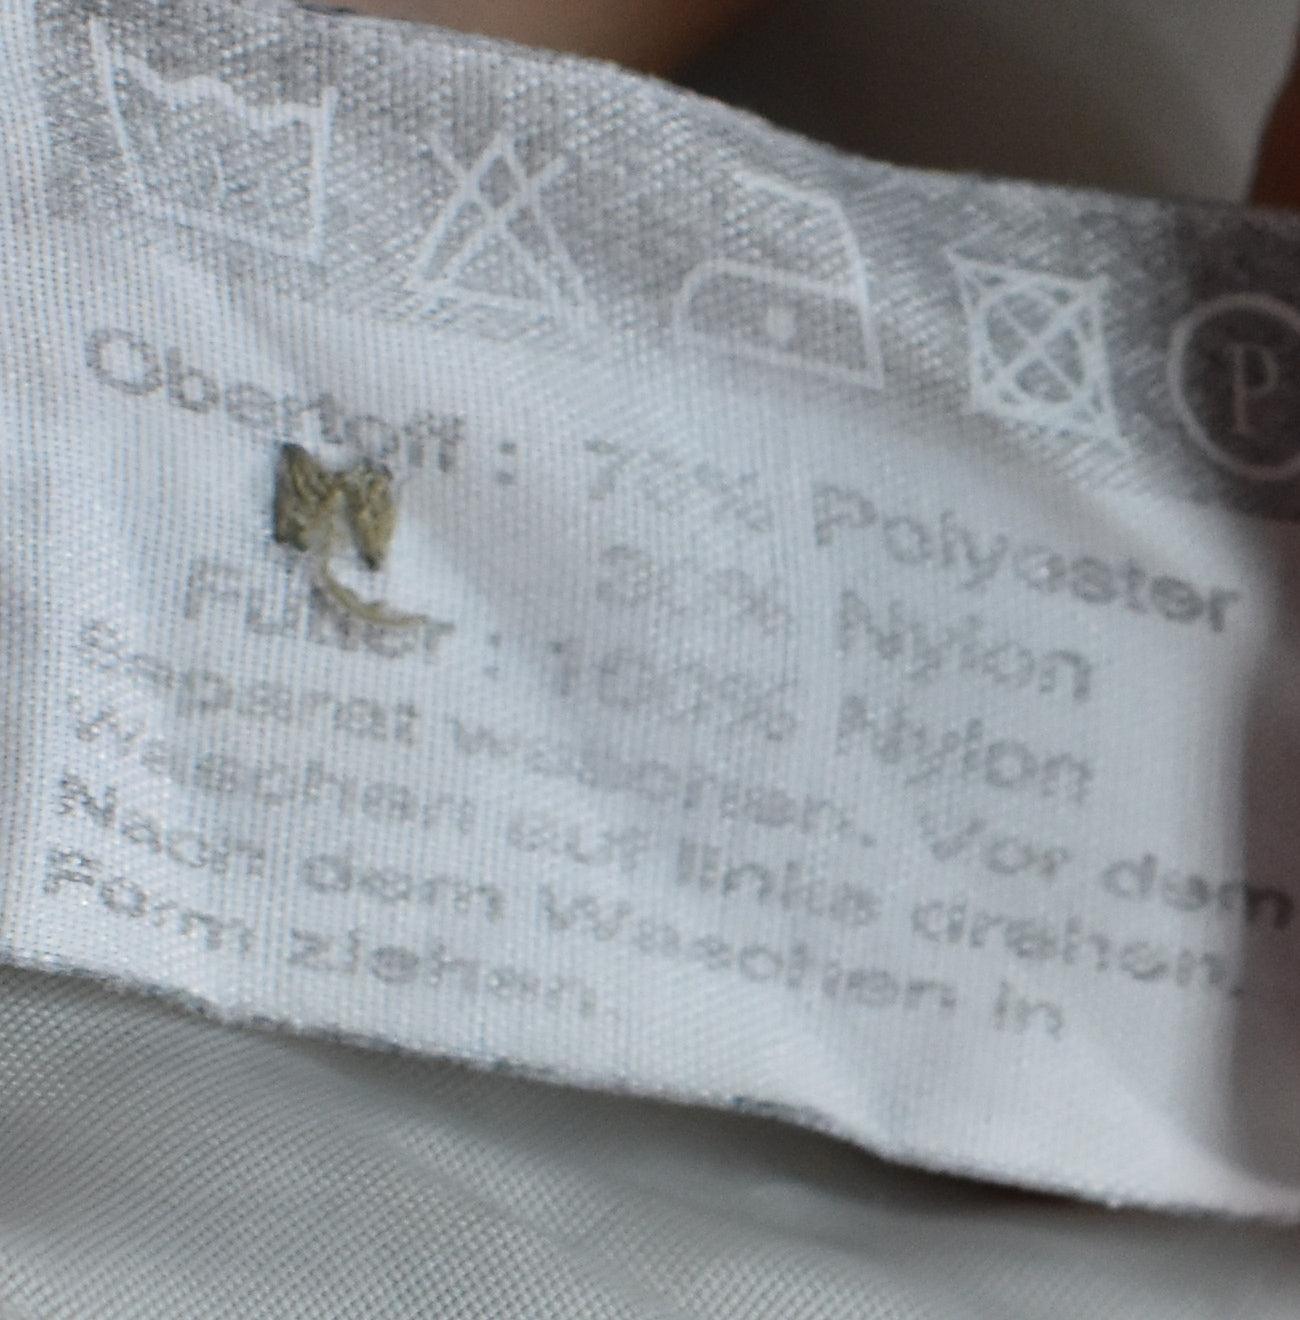 P
Oberstoff : 70% Polyester
30% Nylon
Futter : 100% Nylon
Separat waschen. Vor dem
Waschen auf links drehen.
Nach dem Waschen in
Form ziehen.